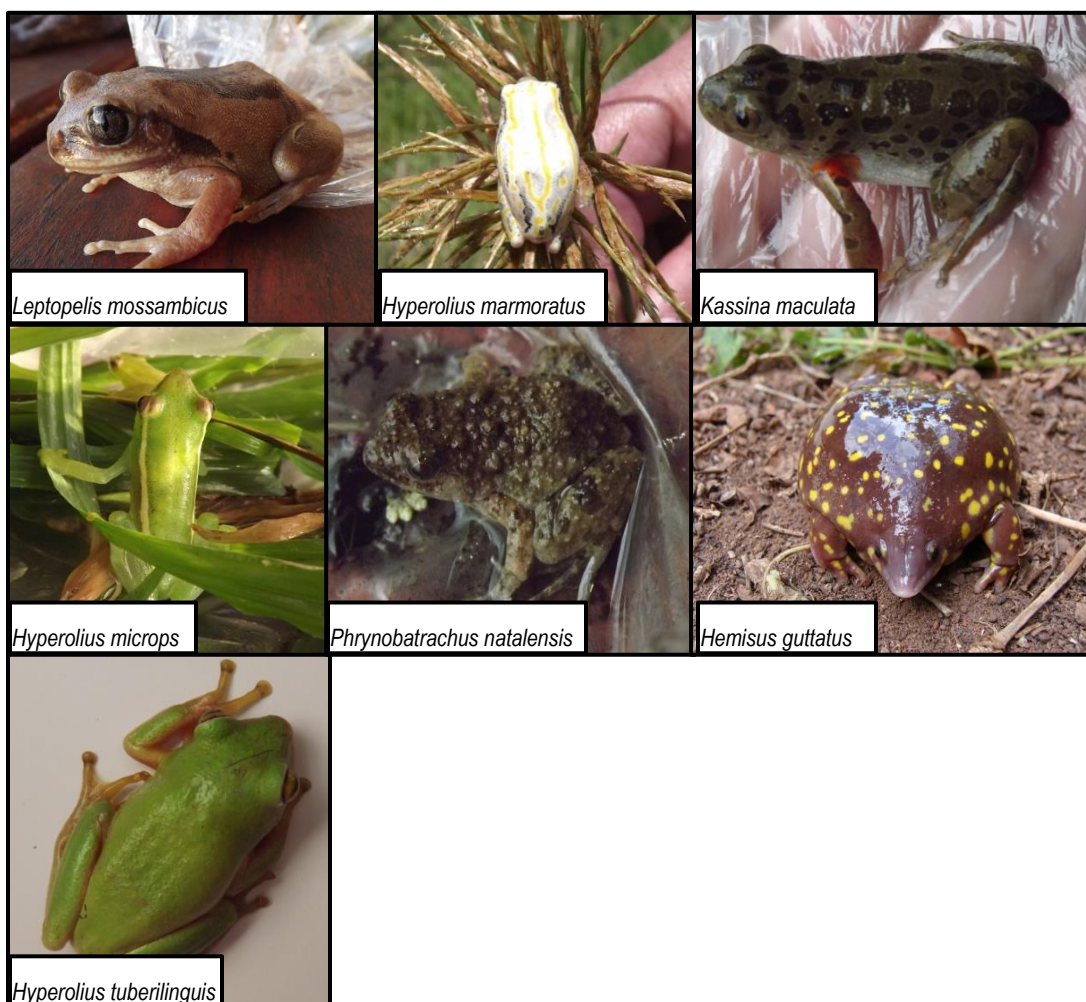 Leptopelis mossambicus
Hyperolius marmoratus
Kassina maculata
Hyperolius microps
Phrynobatrachus natalensis
Hemisus guttatus
Hyperolius tuberilinguis